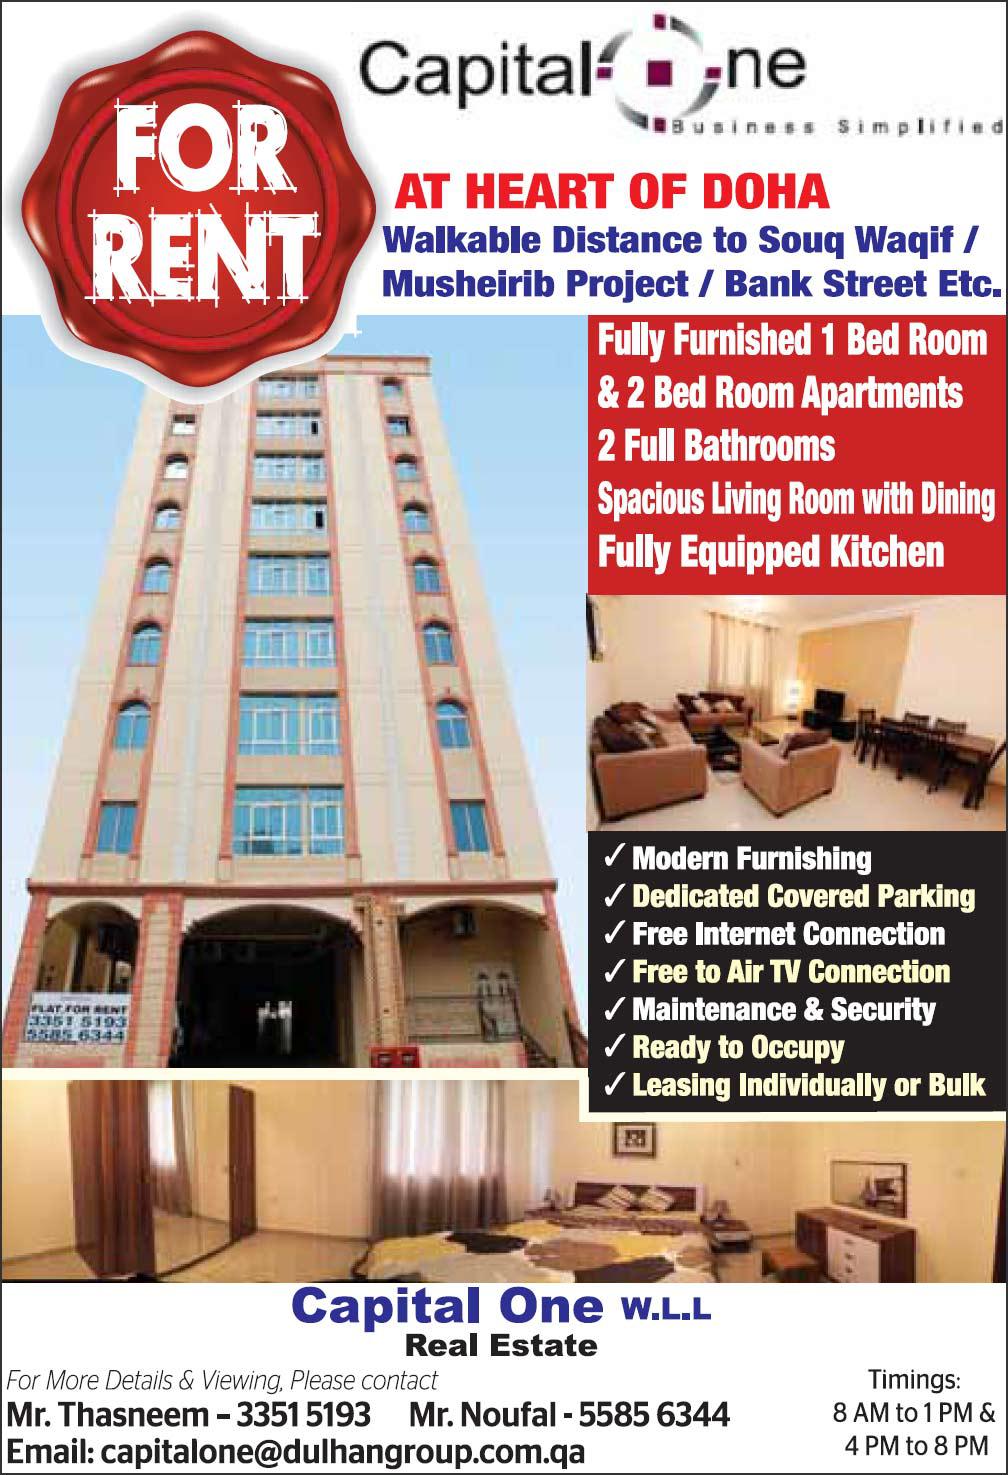 FOR
RENT
Capital One
Business Simplified
AT HEART OF DOHA
Walkable Distance to Souq Waqif /
Musheirib Project / Bank Street Etc.
Fully Furnished 1 Bed Room
& 2 Bed Room Apartments
2 Full Bathrooms
Spacious Living Room with Dining
Fully Equipped Kitchen
✓ Modern Furnishing
✓ Dedicated Covered Parking
✓ Free Internet Connection
✓ Free to Air TV Connection
✓ Maintenance & Security
✓ Ready to Occupy
✓ Leasing Individually or Bulk
FLAT FOR RENT
3351 5193
5585 6344
Capital One W.L.L
Real Estate
For More Details & Viewing, Please contact
Mr. Thasneem – 3351 5193 Mr. Noufal - 5585 6344
Email: capitalone@dulhangroup.com.qa
Timings:
8 AM to 1 PM &
4 PM to 8 PM